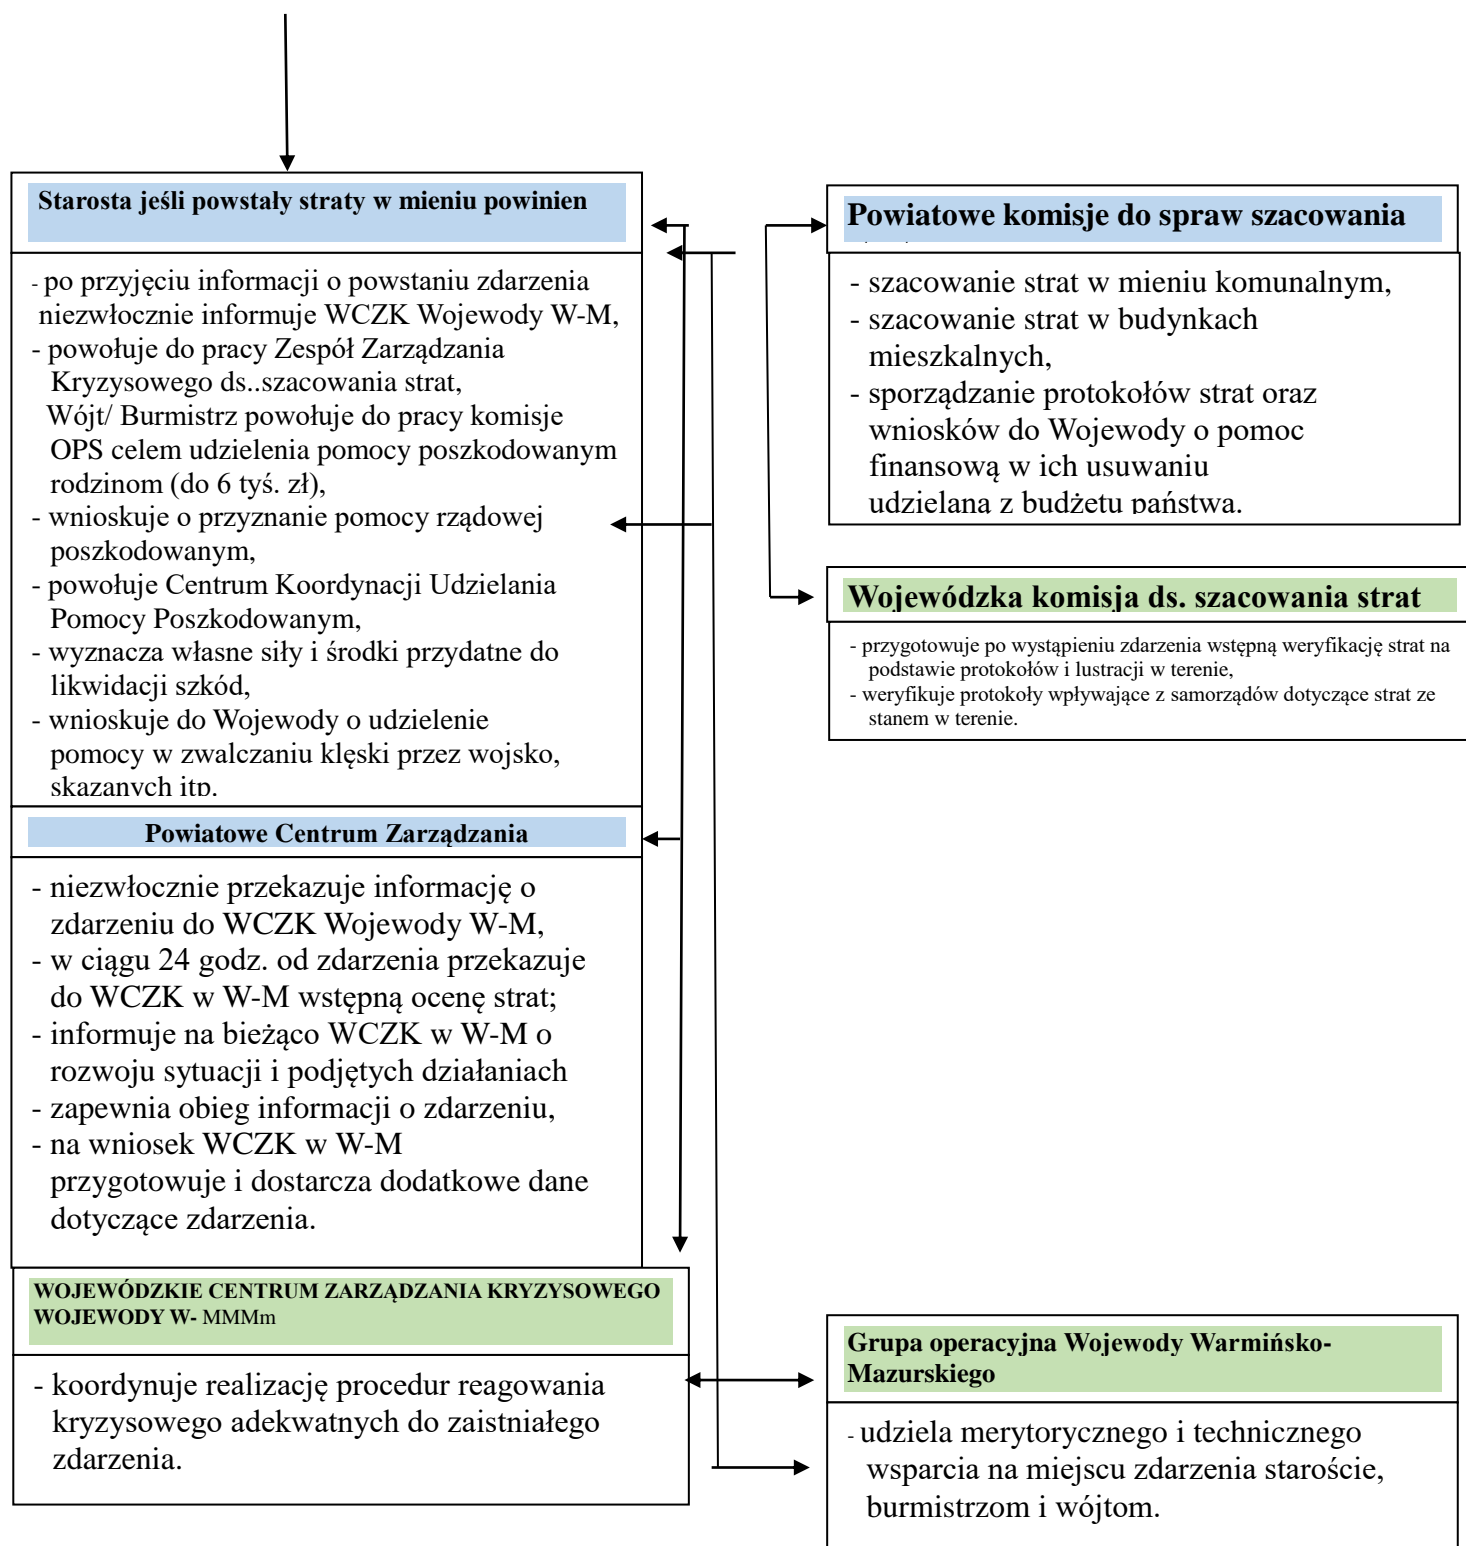 Starosta jeśli powstały straty w mieniu powinien
- po przyjęciu informacji o powstaniu zdarzenia
niezwłocznie informuje WCZK Wojewody W-M,
- powołuje do pracy Zespół Zarządzania
Kryzysowego ds..szacowania strat,
Wójt/ Burmistrz powołuje do pracy komisje
OPS celem udzielenia pomocy poszkodowanym
rodzinom (do 6 tyś. zł),
- wnioskuje o przyznanie pomocy rządowej
poszkodowanym,
- powołuje Centrum Koordynacji Udzielania
Pomocy Poszkodowanym,
- wyznacza własne siły i środki przydatne do
likwidacji szkód,
- wnioskuje do Wojewody o udzielenie
pomocy w zwalczaniu klęski przez wojsko,
skazanych itp.
Powiatowe Centrum Zarządzania
- niezwłocznie przekazuje informację o
zdarzeniu do WCZK Wojewody W-M,
- w ciągu 24 godz. od zdarzenia przekazuje
do WCZK w W-M wstępną ocenę strat;
- informuje na bieżąco WCZK w W-M o
rozwoju sytuacji i podjętych działaniach
- zapewnia obieg informacji o zdarzeniu,
- na wniosek WCZK w W-M
przygotowuje i dostarcza dodatkowe dane
dotyczące zdarzenia.
WOJEWÓDZKIE CENTRUM ZARZĄDZANIA KRYZYSOWEGO
WOJEWODY W- MMMm
- koordynuje realizację procedur reagowania
kryzysowego adekwatnych do zaistniałego
zdarzenia.
Powiatowe komisje do spraw szacowania
- szacowanie strat w mieniu komunalnym,
- szacowanie strat w budynkach
mieszkalnych,
- sporządzanie protokołów strat oraz
wniosków do Wojewody o pomoc
finansową w ich usuwaniu
udzielana z budżetu państwa.
Wojewódzka komisja ds. szacowania strat
- przygotowuje po wystąpieniu zdarzenia wstępną weryfikację strat na
podstawie protokołów i lustracji w terenie,
- weryfikuje protokoły wpływające z samorządów dotyczące strat ze
stanem w terenie.
Grupa operacyjna Wojewody Warmińsko-
Mazurskiego
- udziela merytorycznego i technicznego
wsparcia na miejscu zdarzenia staroście,
burmistrzom i wójtom.